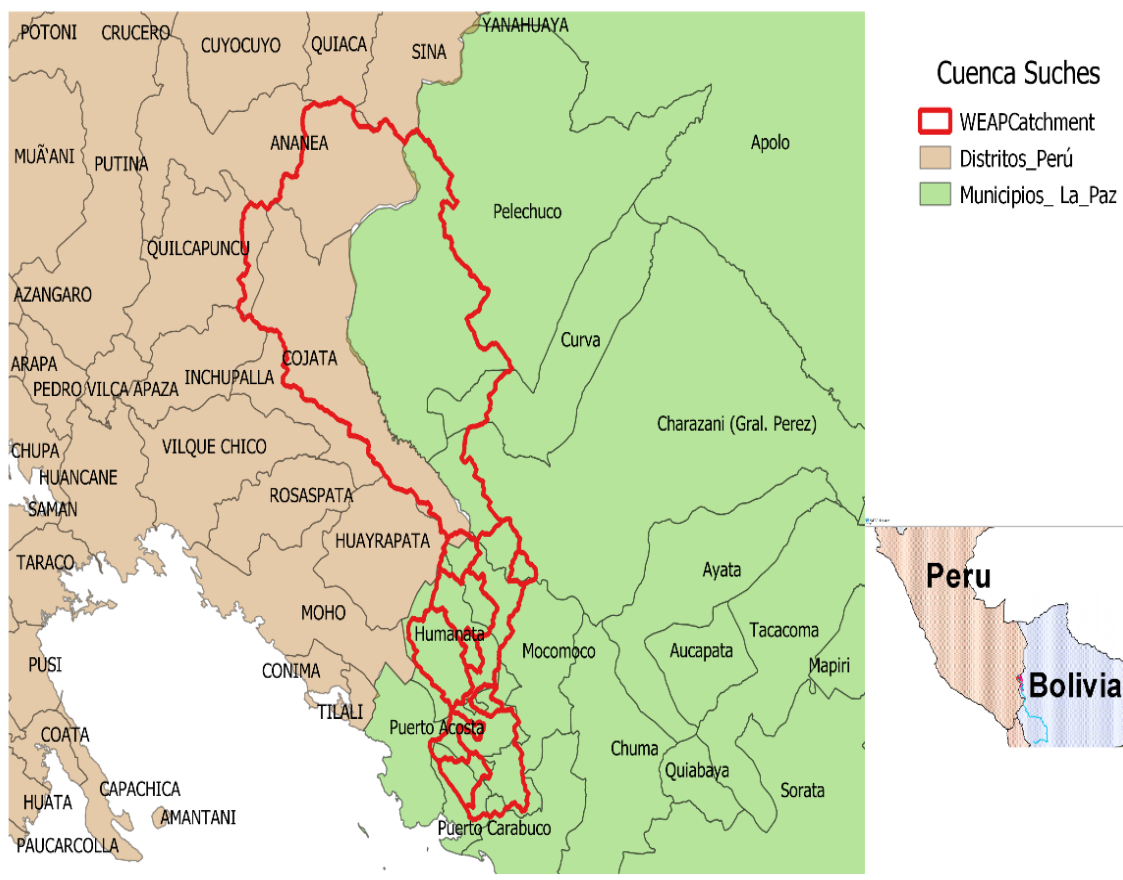 YANAHUAYA
POTONI
CRUCERO
CUYOCUYO
QUIACA
SINA
Cuenca Suches
WEAPCatchment
Distritos_Perú
Municipios_ La_Paz
ANANEA
Apolo
MUÃ'ANI
PUTINA
Pelechuco
QUILCAPUNCU
AZANGARO
Curva
COJATA
ARAPA
INCHUPALLA
PEDRO VILCA APAZA
Charazani (Gral. Perez)
CHUPA
VILQUE CHICO
HUANCANE
ROSASPATA
SAMAN
HUAYRAPATA
TARACO
Ayata
Peru
MOHO
Humanata
Tacacoma
Mocomoco
Aucapata
PUSI
CONIMA
Mapiri
Bolivia
TILALI
Puerto Acosta
COATA
Chuma
Quiabaya
CAPACHICA
Sorata
HUATA
AMANTANI
Puerto Carabuco
PAUCARCOLLA